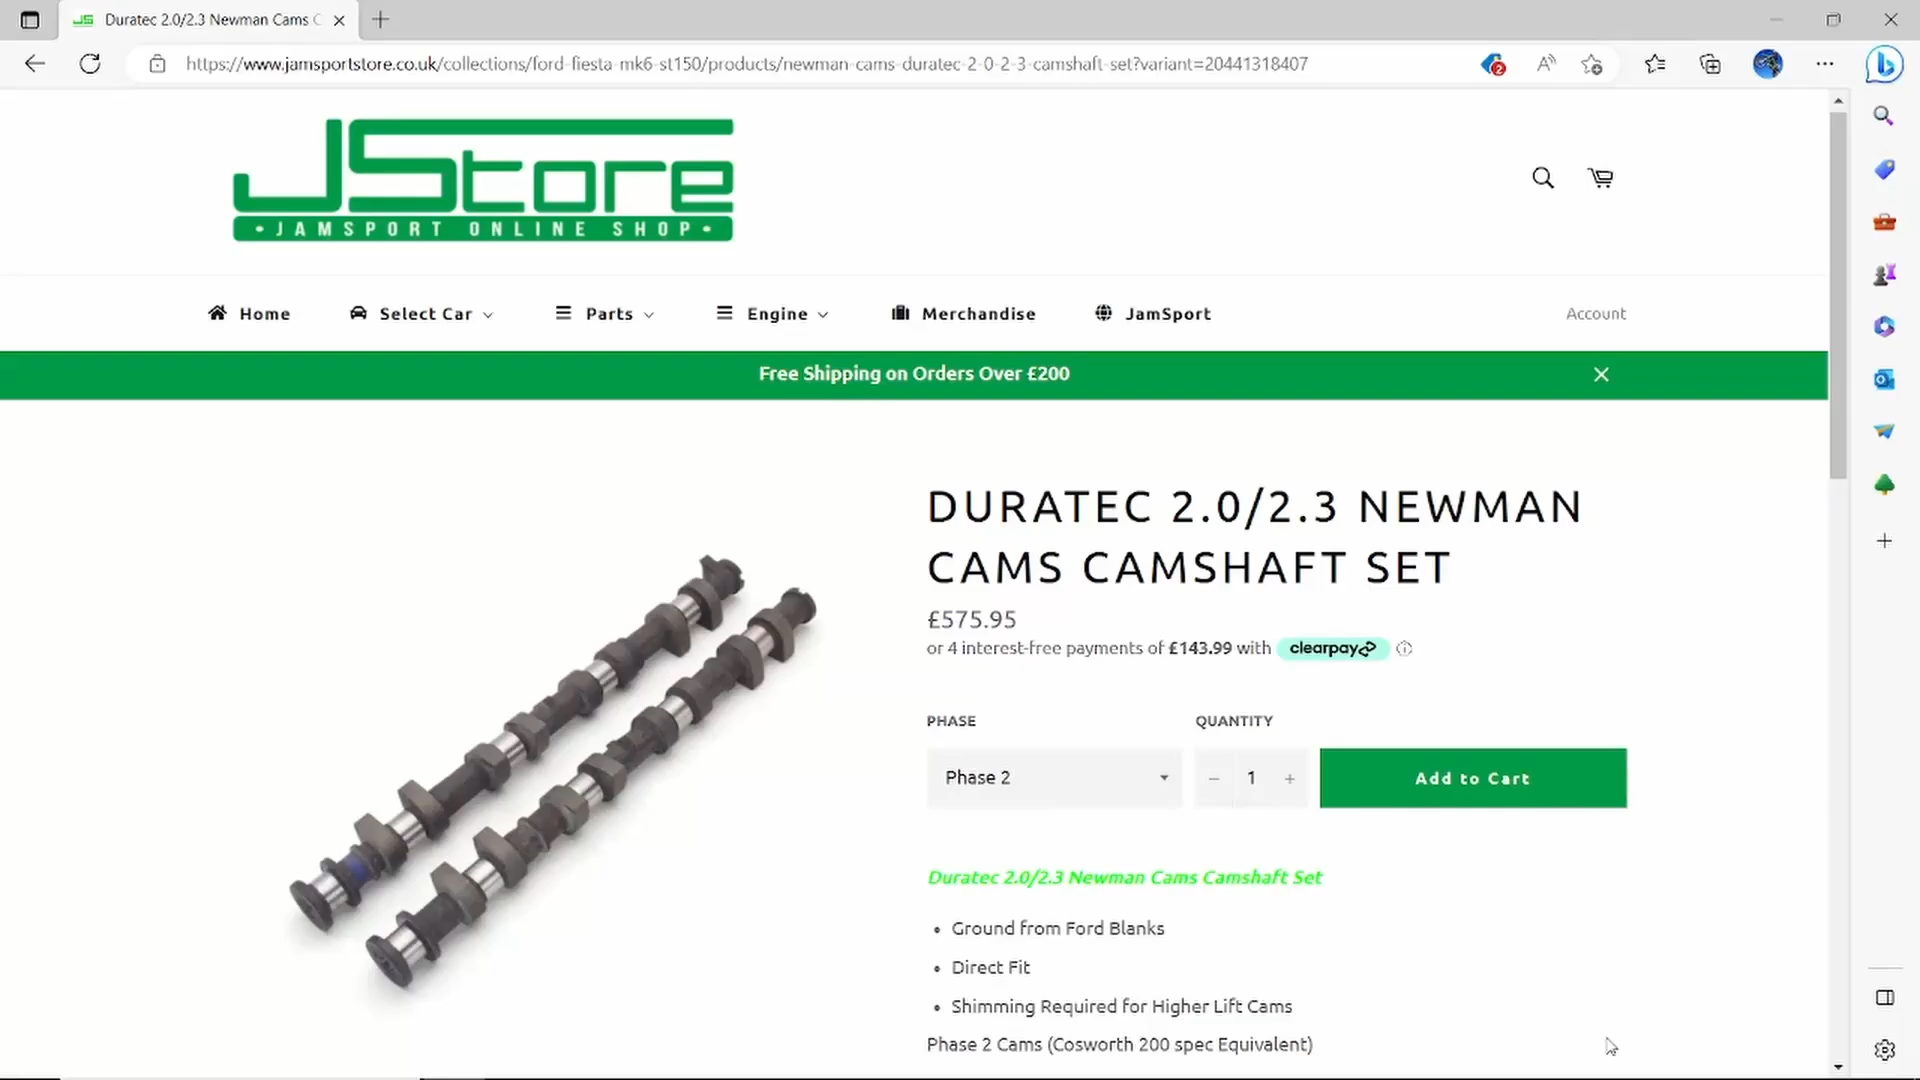 Duratec 2.0/2.3 Newman Cams C
https://www.jamsportstore.co.uk/collections/ford-fiesta-mk6-st150/products/newman-cams-duratec-2-0-2-3-camshaft-set?variant=20441318407
2
JStore
•JAMSPORT ONLINE SHOP•
Home
Select Car
Parts
Engine
Merchandise
JamSport
Account
Free Shipping on Orders Over £200
DURATEC 2.0/2.3 NEWMAN
CAMS CAMSHAFT SET
£575.95
or 4 interest-free payments of £143.99 with clearpay
PHASE
QUANTITY
Phase 2
− 1 +
Add to Cart
Duratec 2.0/2.3 Newman Cams Camshaft Set
• Ground from Ford Blanks
• Direct Fit
• Shimming Required for Higher Lift Cams
Phase 2 Cams (Cosworth 200 spec Equivalent)